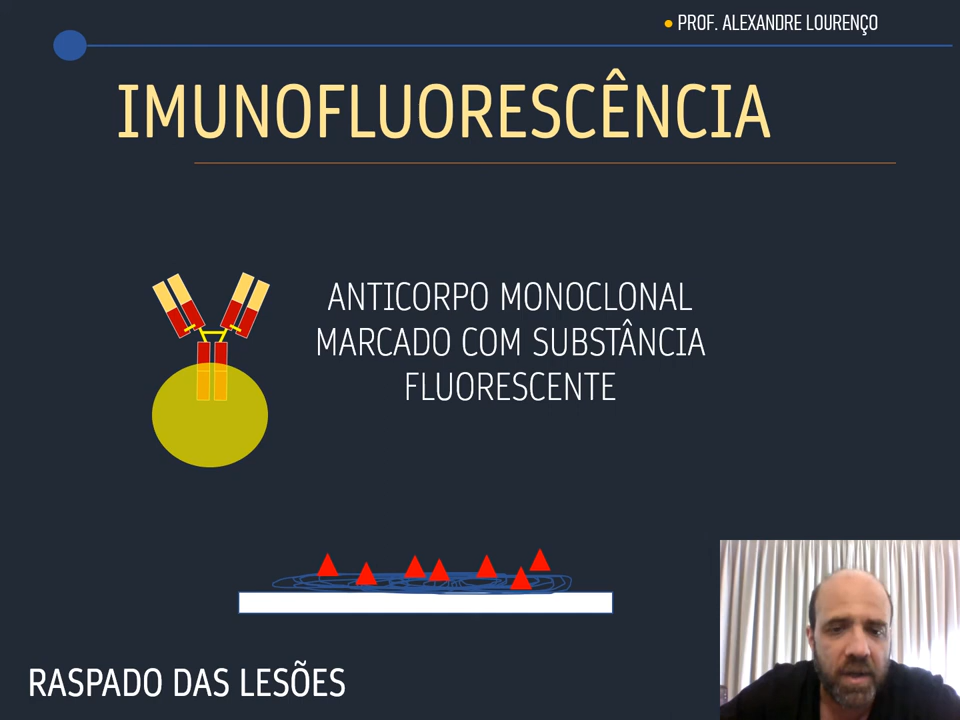 PROF. ALEXANDRE LOURENÇO
IMUNOFLUORESCÊNCIA
ANTICORPO MONOCLONAL
MARCADO COM SUBSTÂNCIA
FLUORESCENTE
RASPADO DAS LESÕES